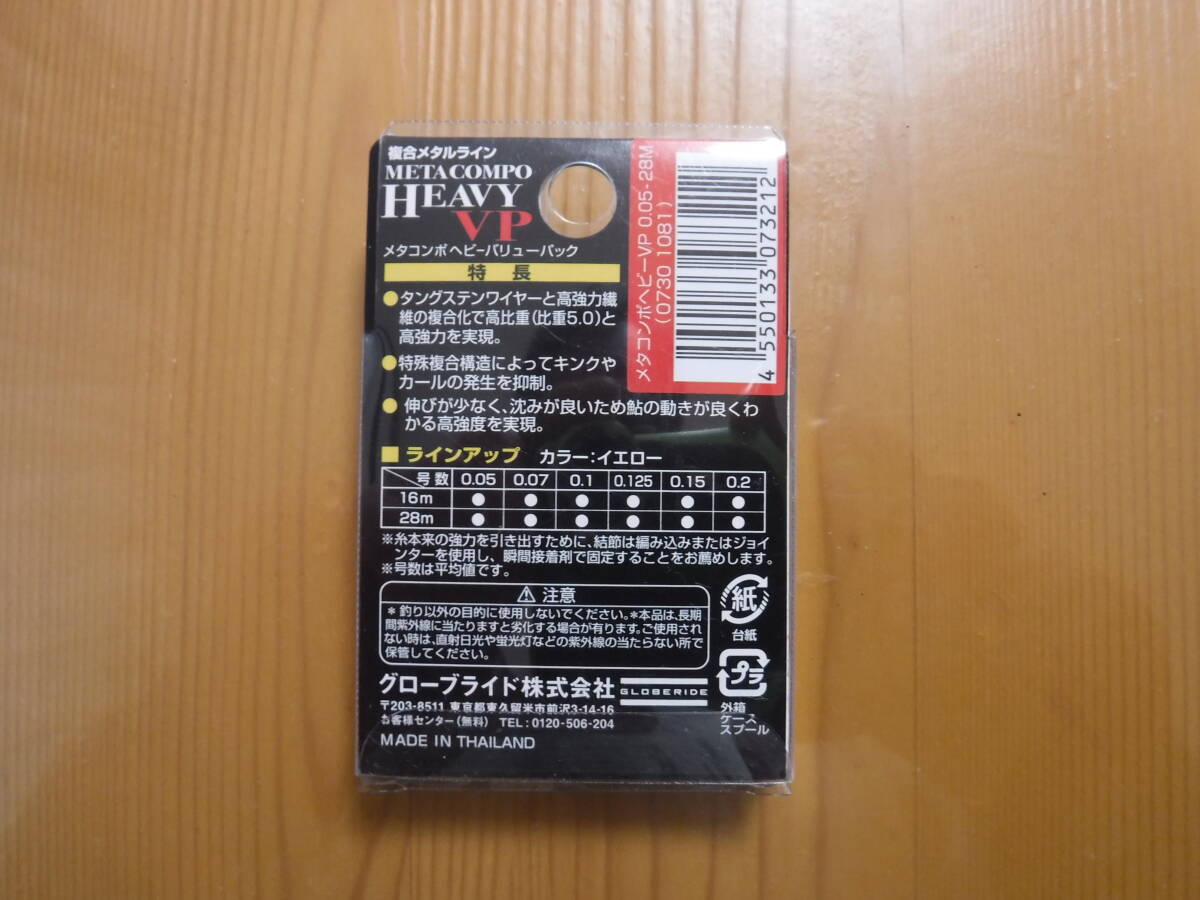 複合メタルライン
METACOMPO
HEAVY
VP
メタコンポヘビーバリューパック
特長
●タングステンワイヤーと高強力繊
維の複合化で高比重(比重5.0)と
高強力を実現。
●特殊複合構造によってキンクや
カールの発生を抑制。
● 伸びが少なく、沈みが良いため鮎の動きが良くわ
かる高強度を実現。
メタコンポヘビーVP 0.05-28M
(0730 1081)
4 550133 073212
■ ラインアップ カラー:イエロー
号数 0.05 0.07 0.1 0.125 0.15 0.2
16m ● ● ● ● ● ●
28m ● ● ● ● ● ●
※糸本来の強力を引き出すために、結節は編み込みまたはジョイ
ンターを使用し、瞬間接着剤で固定することをお薦めします。
※号数は平均値です。
⚠ 注意
* 釣り以外の目的に使用しないでください。*本品は、長期
間紫外線に当たりますと劣化する場合が有ります。ご使用され
ない時は、直射日光や蛍光灯などの紫外線の当たらない所で
保管してください。
紙
台紙
プラ
外箱
ケース
スプール
グローブライド株式会社 GLOBERIDE
〒203-8511 東京都東久留米市前沢3-14-16
お客様センター(無料) TEL:0120-506-204
MADE IN THAILAND